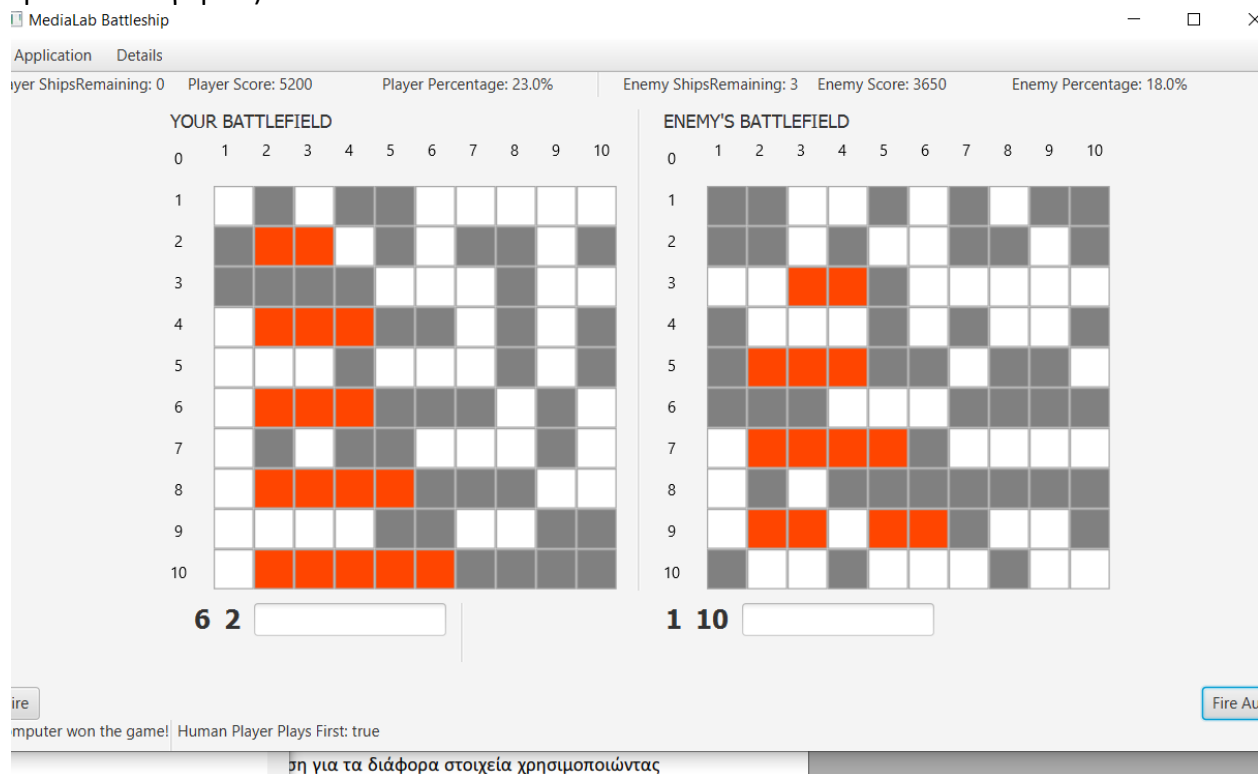 MediaLab Battleship
Application Details
yer ShipsRemaining: 0 Player Score: 5200 Player Percentage: 23.0% Enemy ShipsRemaining: 3 Enemy Score: 3650 Enemy Percentage: 18.0%
YOUR BATTLEFIELD ENEMY'S BATTLEFIELD
0 1 2 3 4 5 6 7 8 9 10 0 1 2 3 4 5 6 7 8 9 10
1 1
2 2
3 3
4 4
5 5
6 6
7 7
8 8
9 9
10 10
6 2 1 10
ire Fire Au
mputer won the game! Human Player Plays First: true
ση για τα διάφορα στοιχεία χρησιμοποιώντας